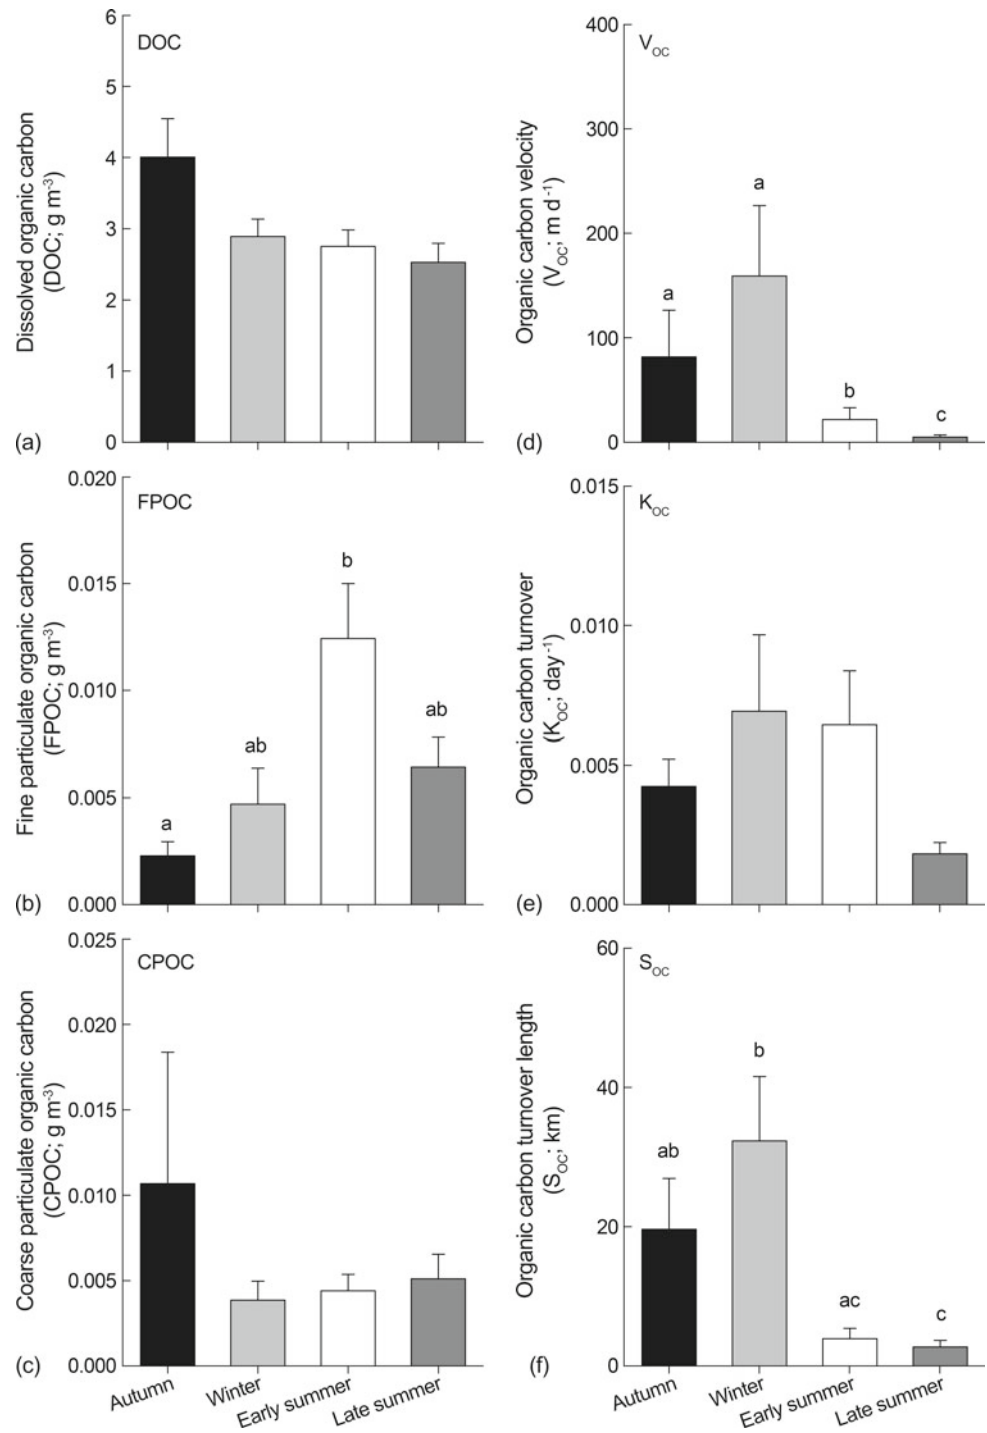 DOC
Dissolved organic carbon
(DOC; g m⁻³)
6
5
4
3
2
1
0
(a)
V_OC
Organic carbon velocity
(V_OC; m d⁻¹)
400
300
200
100
0
a
a
b
c
(d)
FPOC
Fine particulate organic carbon
(FPOC; g m⁻³)
0.020
0.015
0.010
0.005
0.000
a
ab
b
ab
(b)
K_OC
Organic carbon turnover
(K_OC; day⁻¹)
0.015
0.010
0.005
0.000
(e)
CPOC
Coarse particulate organic carbon
(CPOC; g m⁻³)
0.025
0.020
0.015
0.010
0.005
0.000
(c)
Autumn
Winter
Early summer
Late summer
S_OC
Organic carbon turnover length
(S_OC; km)
60
40
20
0
ab
b
ac
c
(f)
Autumn
Winter
Early summer
Late summer